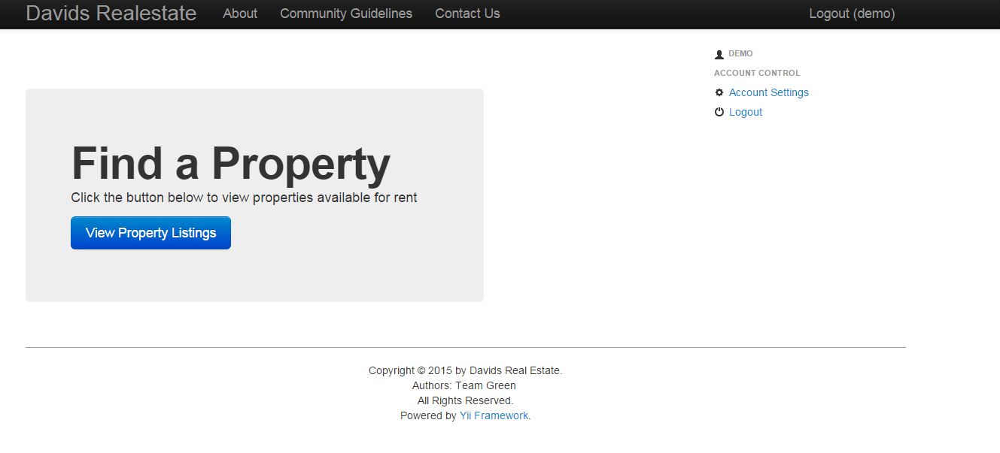 Davids Realestate About Community Guidelines Contact Us Logout (demo)
DEMO
ACCOUNT CONTROL
Account Settings
Logout
Find a Property
Click the button below to view properties available for rent
View Property Listings
Copyright © 2015 by Davids Real Estate.
Authors: Team Green
All Rights Reserved.
Powered by Yii Framework.